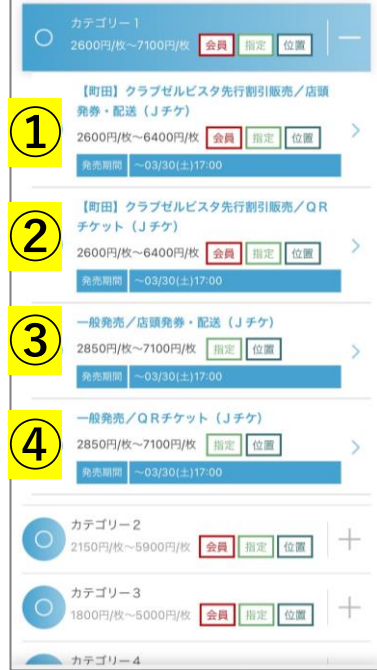 カテゴリー1
2600円/枚～7100円/枚 会員 指定 位置
①
【町田】クラブゼルビスタ先行割引販売／店頭
発券・配送（Jチケ）
2600円/枚～6400円/枚 会員 指定 位置
発売期間 ～03/30(土)17:00
②
【町田】クラブゼルビスタ先行割引販売／QR
チケット（Jチケ）
2600円/枚～6400円/枚 会員 指定 位置
発売期間 ～03/30(土)17:00
③
一般発売／店頭発券・配送（Jチケ）
2850円/枚～7100円/枚 指定 位置
発売期間 ～03/30(土)17:00
④
一般発売／QRチケット（Jチケ）
2850円/枚～7100円/枚 指定 位置
発売期間 ～03/30(土)17:00
カテゴリー2
2150円/枚～5900円/枚 会員 指定 位置
カテゴリー3
1800円/枚～5000円/枚 会員 指定 位置
カテゴリー4